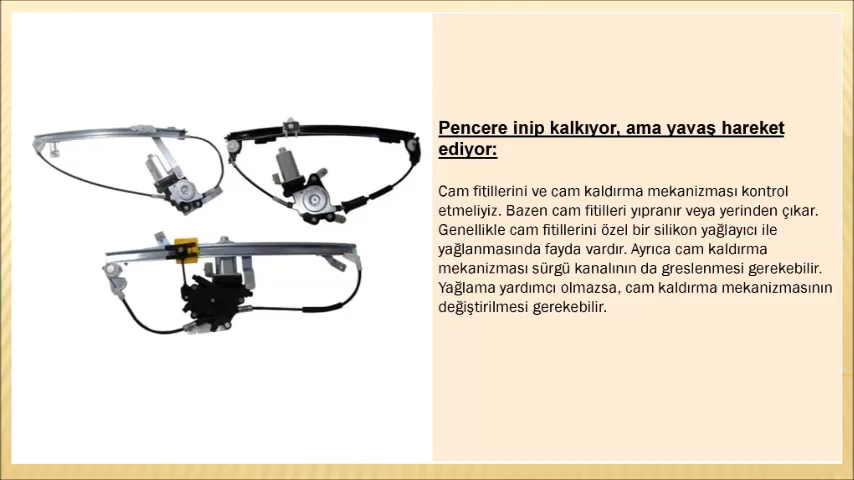 Pencere inip kalkıyor, ama yavaş hareket
ediyor:
Cam fitillerini ve cam kaldırma mekanizması kontrol
etmeliyiz. Bazen cam fitilleri yıpranır veya yerinden çıkar.
Genellikle cam fitillerini özel bir silikon yağlayıcı ile
yağlanmasında fayda vardır. Ayrıca cam kaldırma
mekanizması sürgü kanalının da greslenmesi gerekebilir.
Yağlama yardımcı olmazsa, cam kaldırma mekanizmasının
değiştirilmesi gerekebilir.